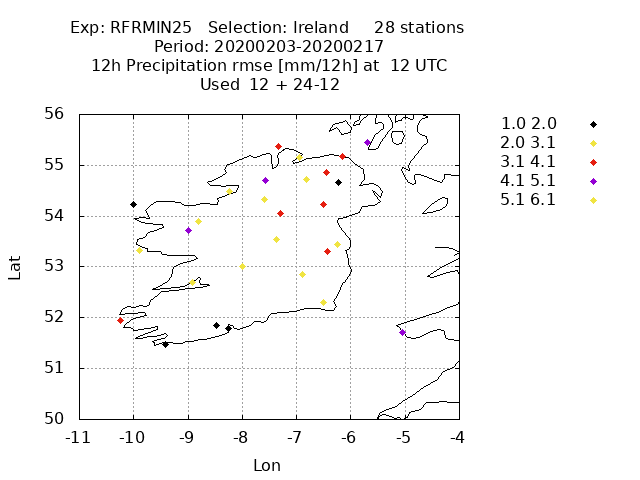 Exp: RFRMIN25   Selection: Ireland     28 stations
Period: 20200203-20200217
12h Precipitation rmse [mm/12h] at  12 UTC
Used  12 + 24-12
56
55
54
53
52
51
50
-11 -10 -9 -8 -7 -6 -5 -4
Lat
Lon
1.0 2.0
2.0 3.1
3.1 4.1
4.1 5.1
5.1 6.1